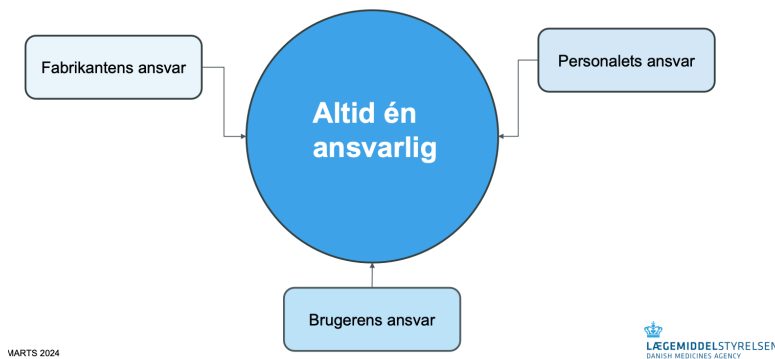 Fabrikantens ansvar
Personalets ansvar
Altid én
ansvarlig
Brugerens ansvar
MARTS 2024
LÆGEMIDDELSTYRELSEN
DANISH MEDICINES AGENCY